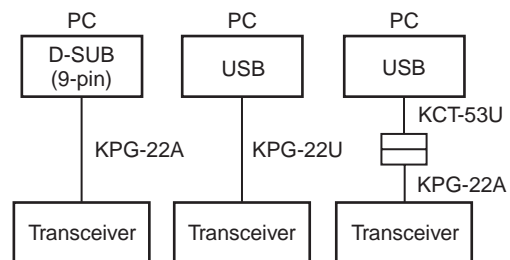 PC
D-SUB
(9-pin)
KPG-22A
Transceiver
PC
USB
KPG-22U
Transceiver
PC
USB
KCT-53U
KPG-22A
Transceiver